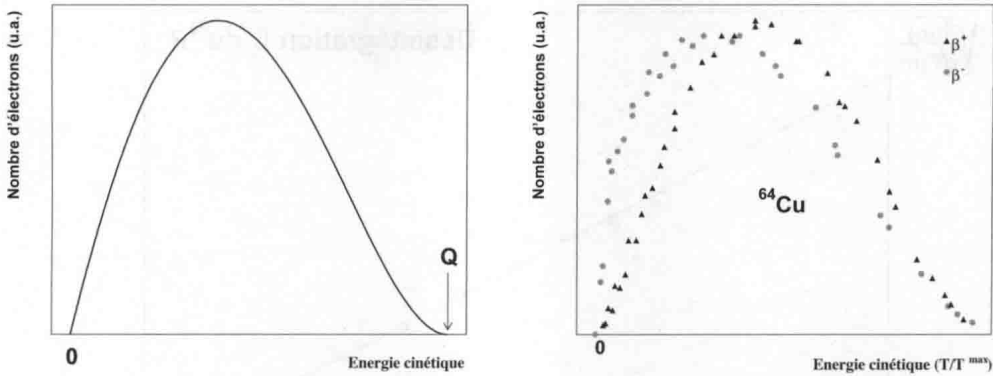 Nombre d'électrons (u.a.)
Q
0
Energie cinétique
Nombre d'électrons (u.a.)
β+
β-
64Cu
0
Energie cinétique (T/T max)